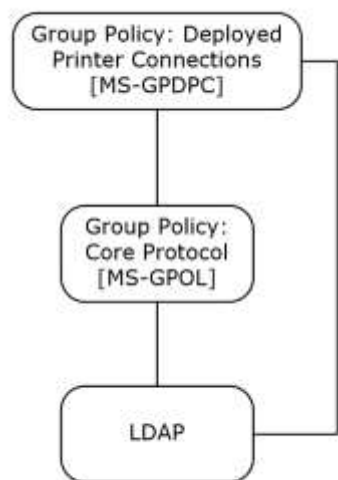 Group Policy: Deployed
Printer Connections
[MS-GPDPC]
Group Policy:
Core Protocol
[MS-GPOL]
LDAP